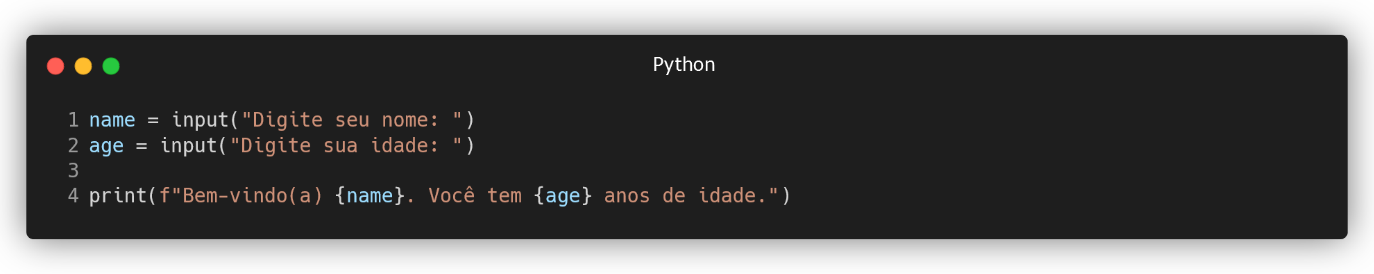 Python
1 name = input("Digite seu nome: ")
2 age = input("Digite sua idade: ")
3
4 print(f"Bem-vindo(a) {name}. Você tem {age} anos de idade.")